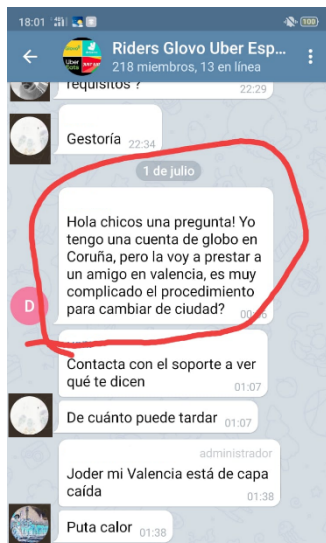 18:01
100
Riders Glovo Uber Esp...
218 miembros, 13 en línea
requisitos ?
22:29
Gestoría 22:34
1 de julio
Hola chicos una pregunta! Yo
tengo una cuenta de globo en
Coruña, pero la voy a prestar a
un amigo en valencia, es muy
complicado el procedimiento
para cambiar de ciudad?
D
Contacta con el soporte a ver
qué te dicen
01:07
De cuánto puede tardar 01:07
administrador
Joder mi Valencia está de capa
caída
01:38
Puta calor 01:38